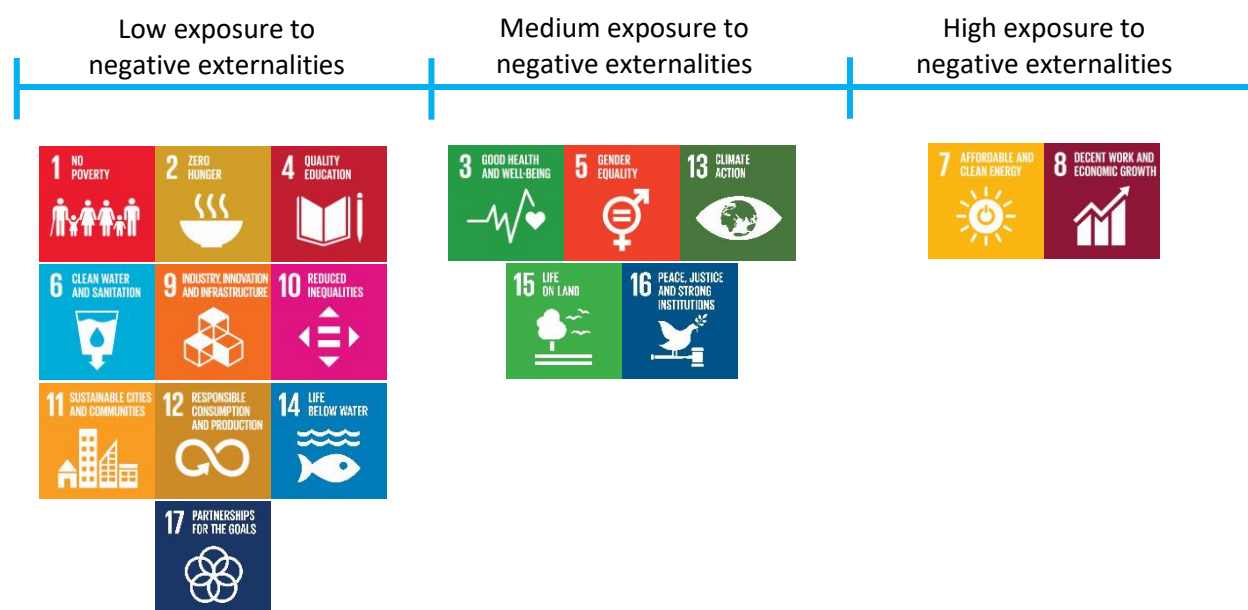 Low exposure to
negative externalities
Medium exposure to
negative externalities
High exposure to
negative externalities
1 NO
POVERTY
2 ZERO
HUNGER
4 QUALITY
EDUCATION
6 CLEAN WATER
AND SANITATION
9 INDUSTRY, INNOVATION
AND INFRASTRUCTURE
10 REDUCED
INEQUALITIES
11 SUSTAINABLE CITIES
AND COMMUNITIES
12 RESPONSIBLE
CONSUMPTION
AND PRODUCTION
14 LIFE
BELOW WATER
17 PARTNERSHIPS
FOR THE GOALS
3 GOOD HEALTH
AND WELL-BEING
5 GENDER
EQUALITY
13 CLIMATE
ACTION
15 LIFE
ON LAND
16 PEACE, JUSTICE
AND STRONG
INSTITUTIONS
7 AFFORDABLE AND
CLEAN ENERGY
8 DECENT WORK AND
ECONOMIC GROWTH